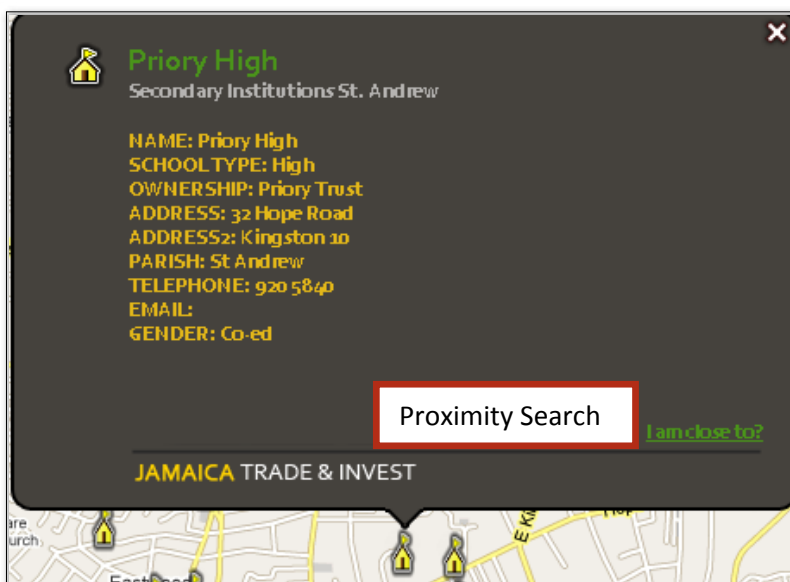 Priory High
Secondary Institutions St. Andrew
NAME: Priory High
SCHOOL TYPE: High
OWNERSHIP: Priory Trust
ADDRESS: 32 Hope Road
ADDRESS2: Kingston 10
PARISH: St Andrew
TELEPHONE: 920 5840
EMAIL:
GENDER: Co-ed
Proximity Search
I am close to?
JAMAICA TRADE & INVEST